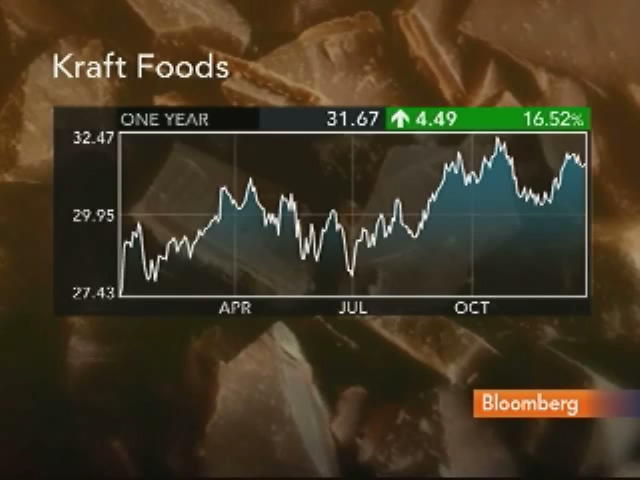 Kraft Foods
ONE YEAR 31.67 4.49 16.52%
32.47
29.95
27.43
APR JUL OCT
Bloomberg